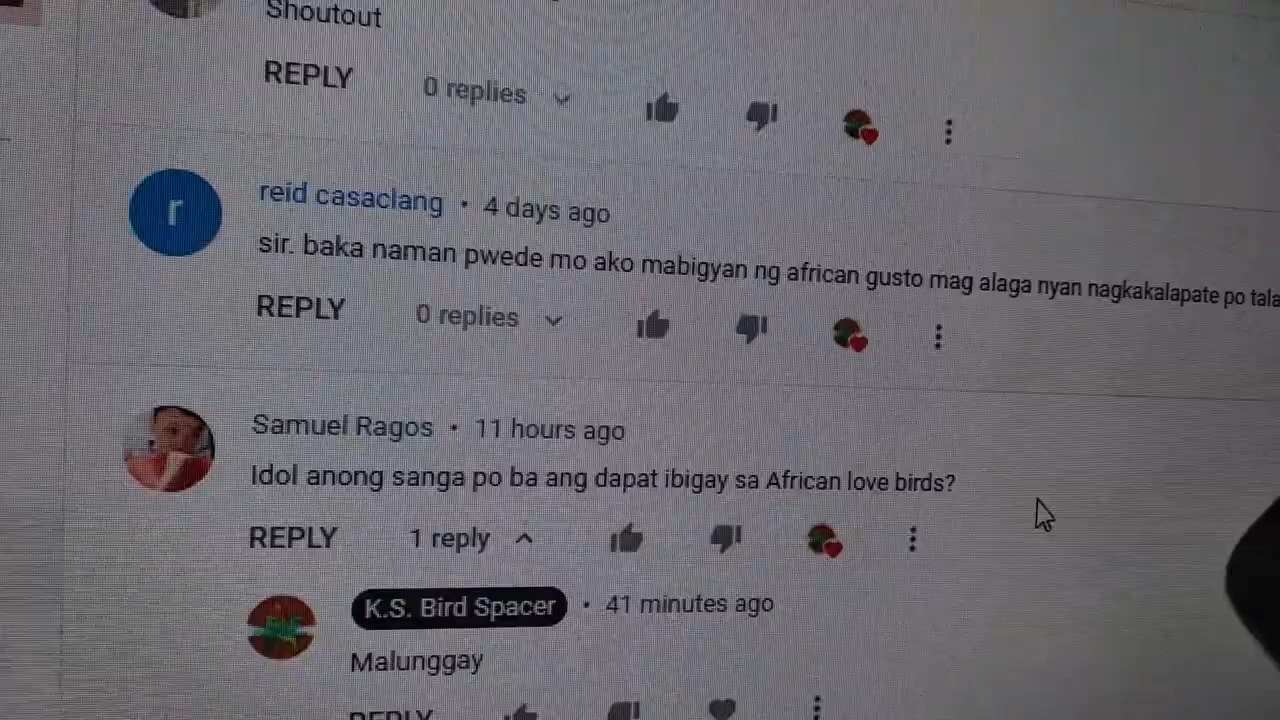 Shoutout
REPLY 0 replies
r
reid casaclang • 4 days ago
sir. baka naman pwede mo ako mabigyan ng african gusto mag alaga nyan nagkakalapate po tala
REPLY 0 replies
Samuel Ragos • 11 hours ago
Idol anong sanga po ba ang dapat ibigay sa African love birds?
REPLY 1 reply
K.S. Bird Spacer • 41 minutes ago
Malunggay
REPLY